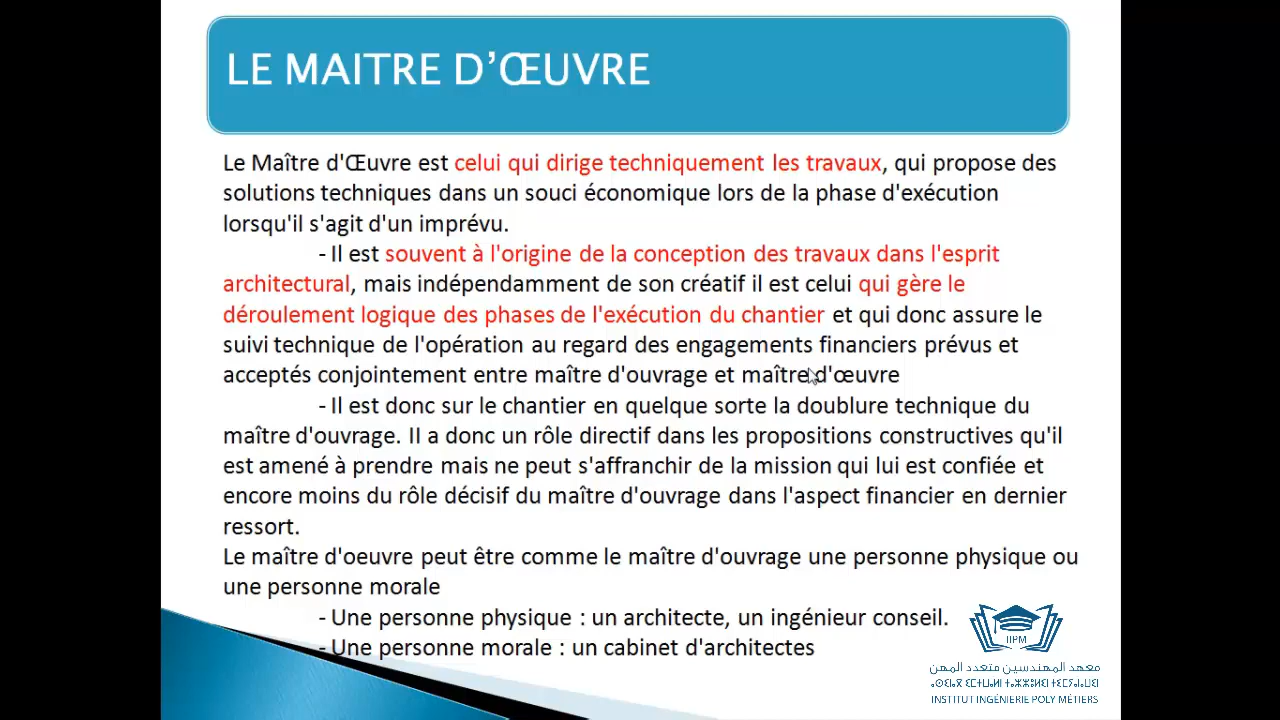 LE MAITRE D'ŒUVRE
Le Maître d'Œuvre est celui qui dirige techniquement les travaux, qui propose des
solutions techniques dans un souci économique lors de la phase d'exécution
lorsqu'il s'agit d'un imprévu.
- Il est souvent à l'origine de la conception des travaux dans l'esprit
architectural, mais indépendamment de son créatif il est celui qui gère le
déroulement logique des phases de l'exécution du chantier et qui donc assure le
suivi technique de l'opération au regard des engagements financiers prévus et
acceptés conjointement entre maître d'ouvrage et maître d'œuvre
- Il est donc sur le chantier en quelque sorte la doublure technique du
maître d'ouvrage. II a donc un rôle directif dans les propositions constructives qu'il
est amené à prendre mais ne peut s'affranchir de la mission qui lui est confiée et
encore moins du rôle décisif du maître d'ouvrage dans l'aspect financier en dernier
ressort.
Le maître d'oeuvre peut être comme le maître d'ouvrage une personne physique ou
une personne morale
- Une personne physique : un architecte, un ingénieur conseil.
- Une personne morale : un cabinet d'architectes
IIPM
معهد المهندسين متعدد المهن
INSTITUT INGÉNIERIE POLY MÉTIERS